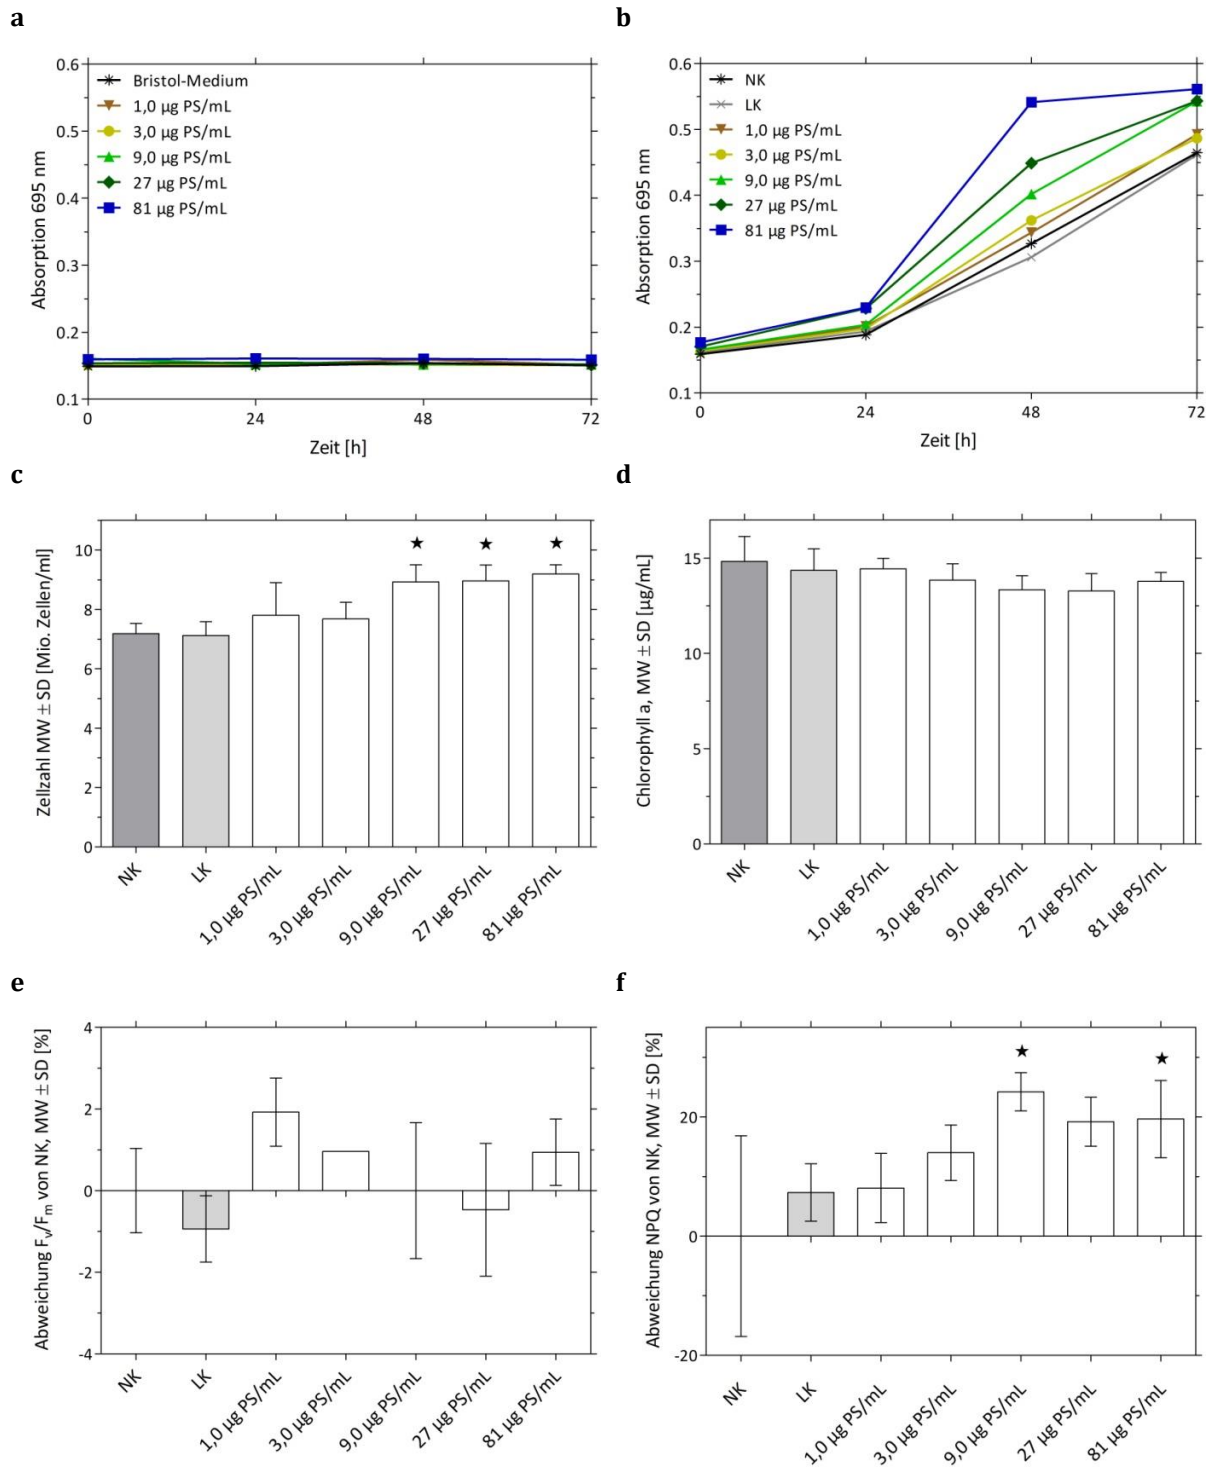 a
0.6
0.5
0.4
0.3
0.2
0.1
Absorption 695 nm
Bristol-Medium
1,0 µg PS/mL
3,0 µg PS/mL
9,0 µg PS/mL
27 µg PS/mL
81 µg PS/mL
0 24 48 72
Zeit [h]
b
0.6
0.5
0.4
0.3
0.2
0.1
Absorption 695 nm
NK
LK
1,0 µg PS/mL
3,0 µg PS/mL
9,0 µg PS/mL
27 µg PS/mL
81 µg PS/mL
0 24 48 72
Zeit [h]
c
10
8
6
4
2
0
Zellzahl MW ± SD [Mio. Zellen/ml]
★ ★ ★
NK
LK
1,0 µg PS/mL
3,0 µg PS/mL
9,0 µg PS/mL
27 µg PS/mL
81 µg PS/mL
d
15
10
5
0
Chlorophyll a, MW ± SD [µg/mL]
NK
LK
1,0 µg PS/mL
3,0 µg PS/mL
9,0 µg PS/mL
27 µg PS/mL
81 µg PS/mL
e
4
2
0
-2
-4
Abweichung Fv/Fm von NK, MW ± SD [%]
NK
LK
1,0 µg PS/mL
3,0 µg PS/mL
9,0 µg PS/mL
27 µg PS/mL
81 µg PS/mL
f
20
0
-20
Abweichung NPQ von NK, MW ± SD [%]
★ ★
NK
LK
1,0 µg PS/mL
3,0 µg PS/mL
9,0 µg PS/mL
27 µg PS/mL
81 µg PS/mL